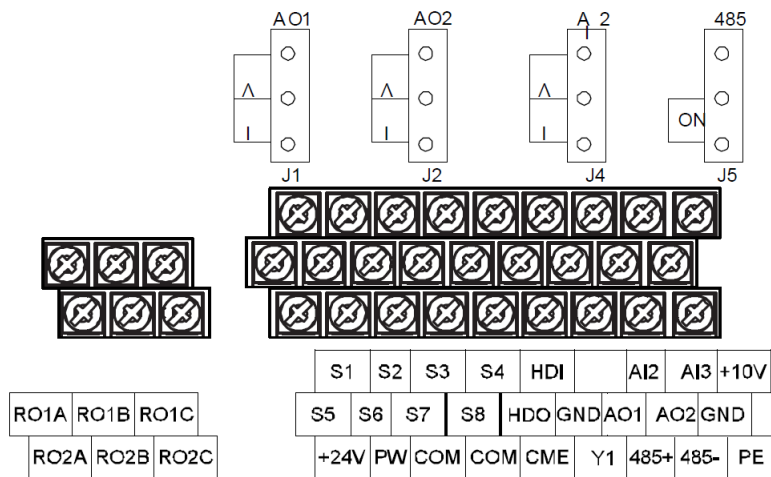 AO1 AO2 A I 2 485
V V V ON
I I I
J1 J2 J4 J5
S1 S2 S3 S4 HDI AI2 AI3 +10V
RO1A RO1B RO1C S5 S6 S7 S8 HDO GND AO1 AO2 GND
RO2A RO2B RO2C +24V PW COM COM CME Y1 485+ 485- PE